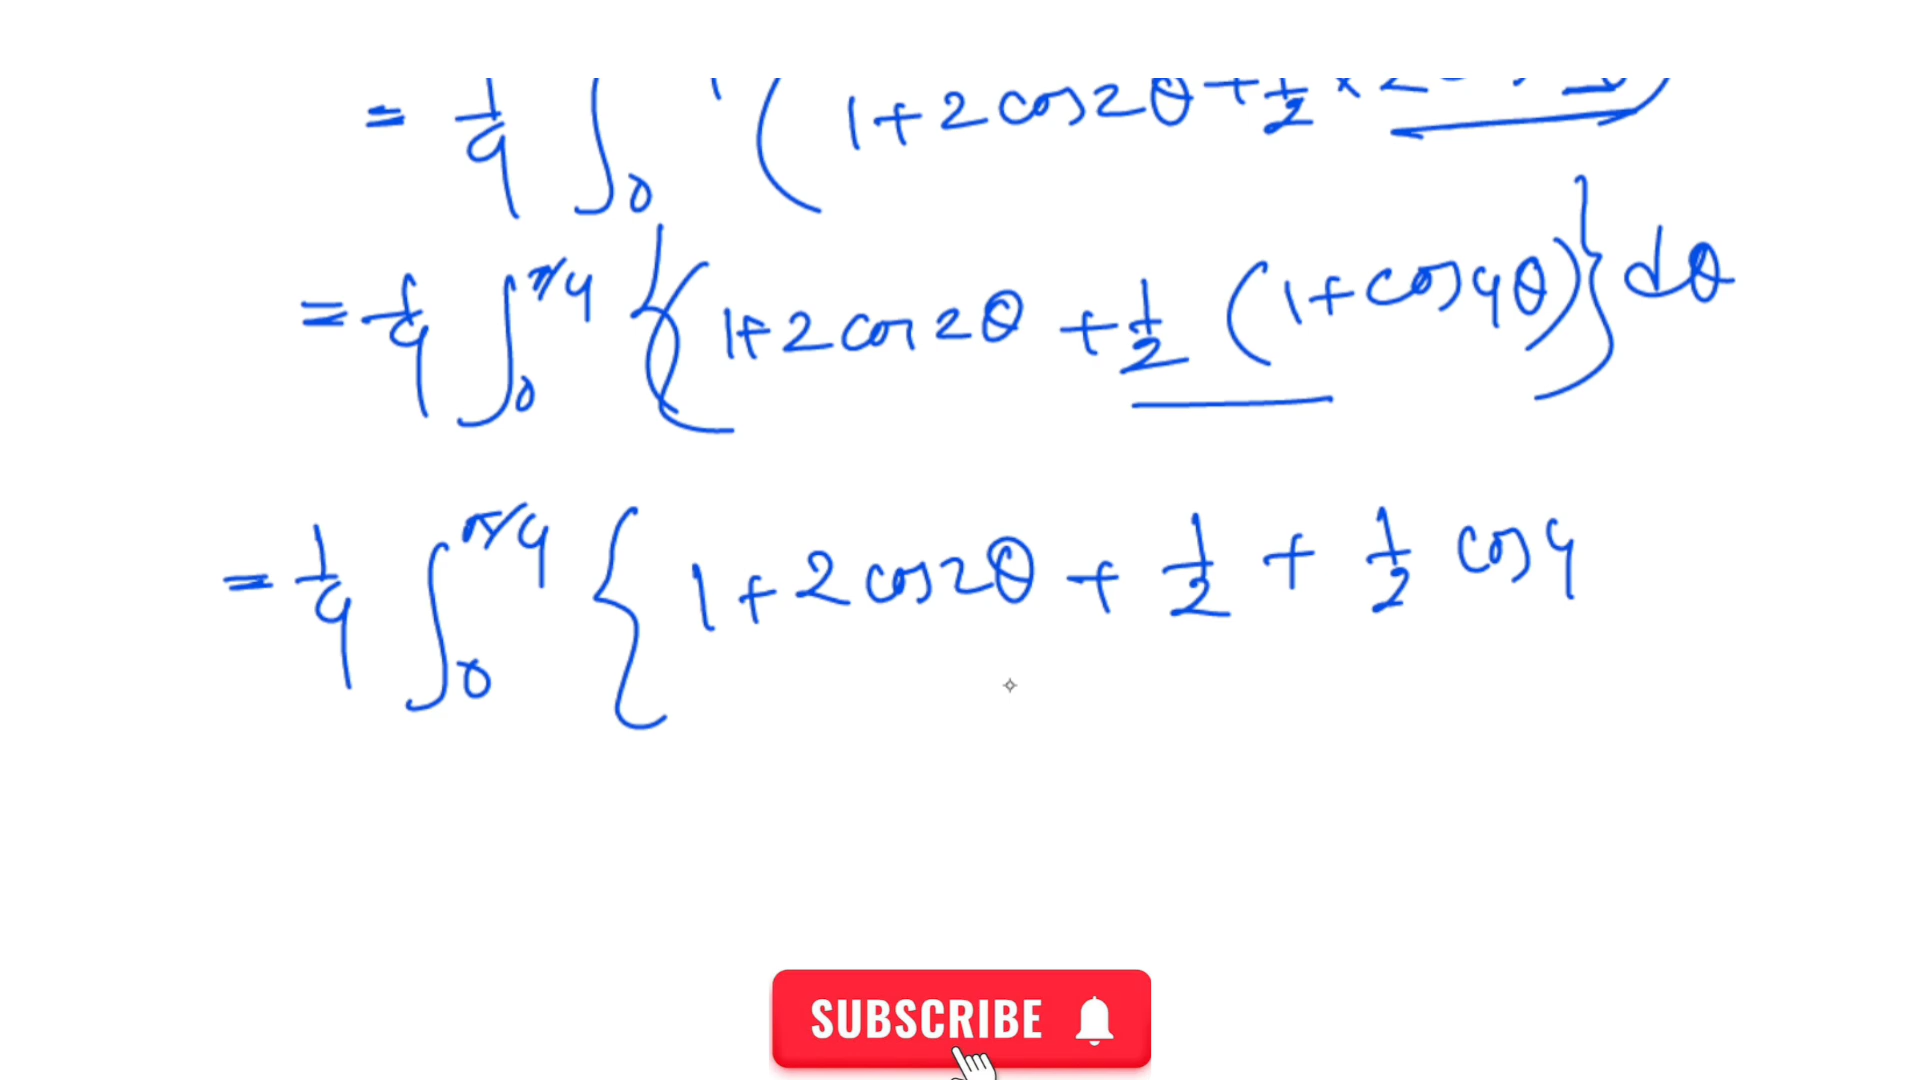 = 1/4 ∫₀ (1+2cos2θ+1/2×2
= 1/4 ∫₀^π/4 {(1+2cos2θ + 1/2 (1+cos4θ)} dθ
= 1/4 ∫₀^π/4 { 1+2cos2θ + 1/2 + 1/2 cos4
SUBSCRIBE